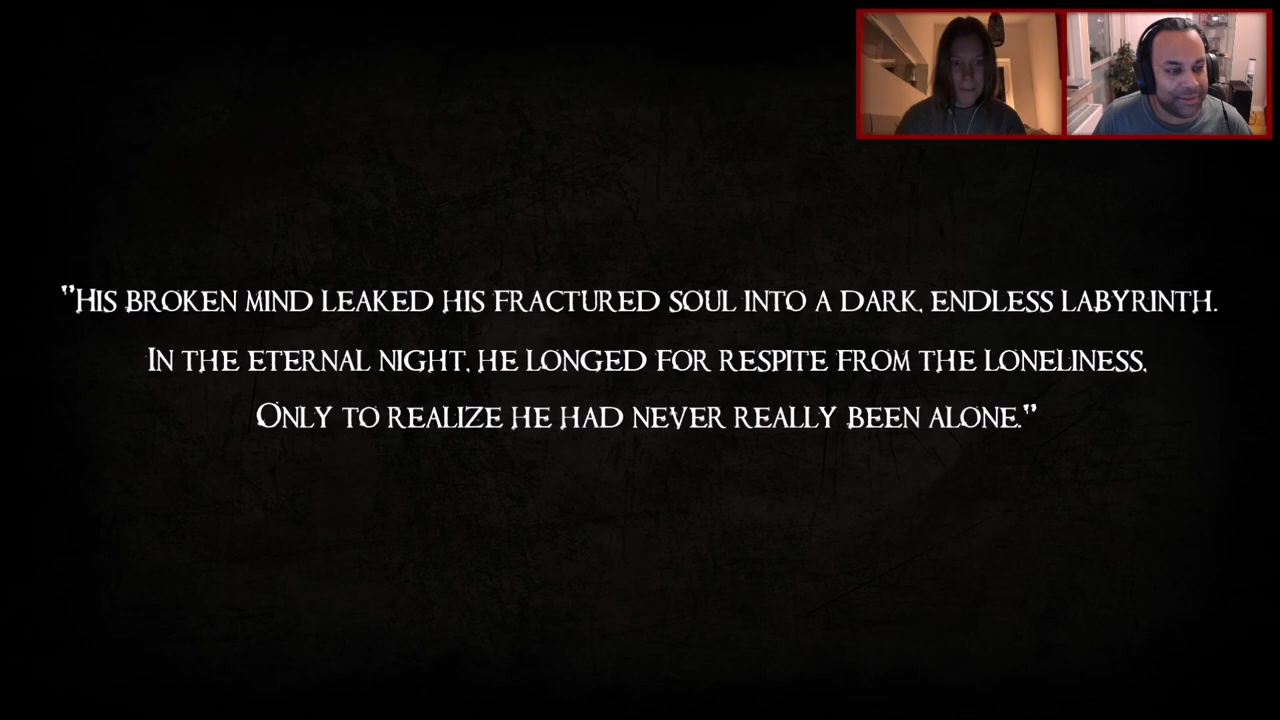 "His broken mind leaked his fractured soul into a dark, endless labyrinth.
In the eternal night, he longed for respite from the loneliness,
Only to realize he had never really been alone."